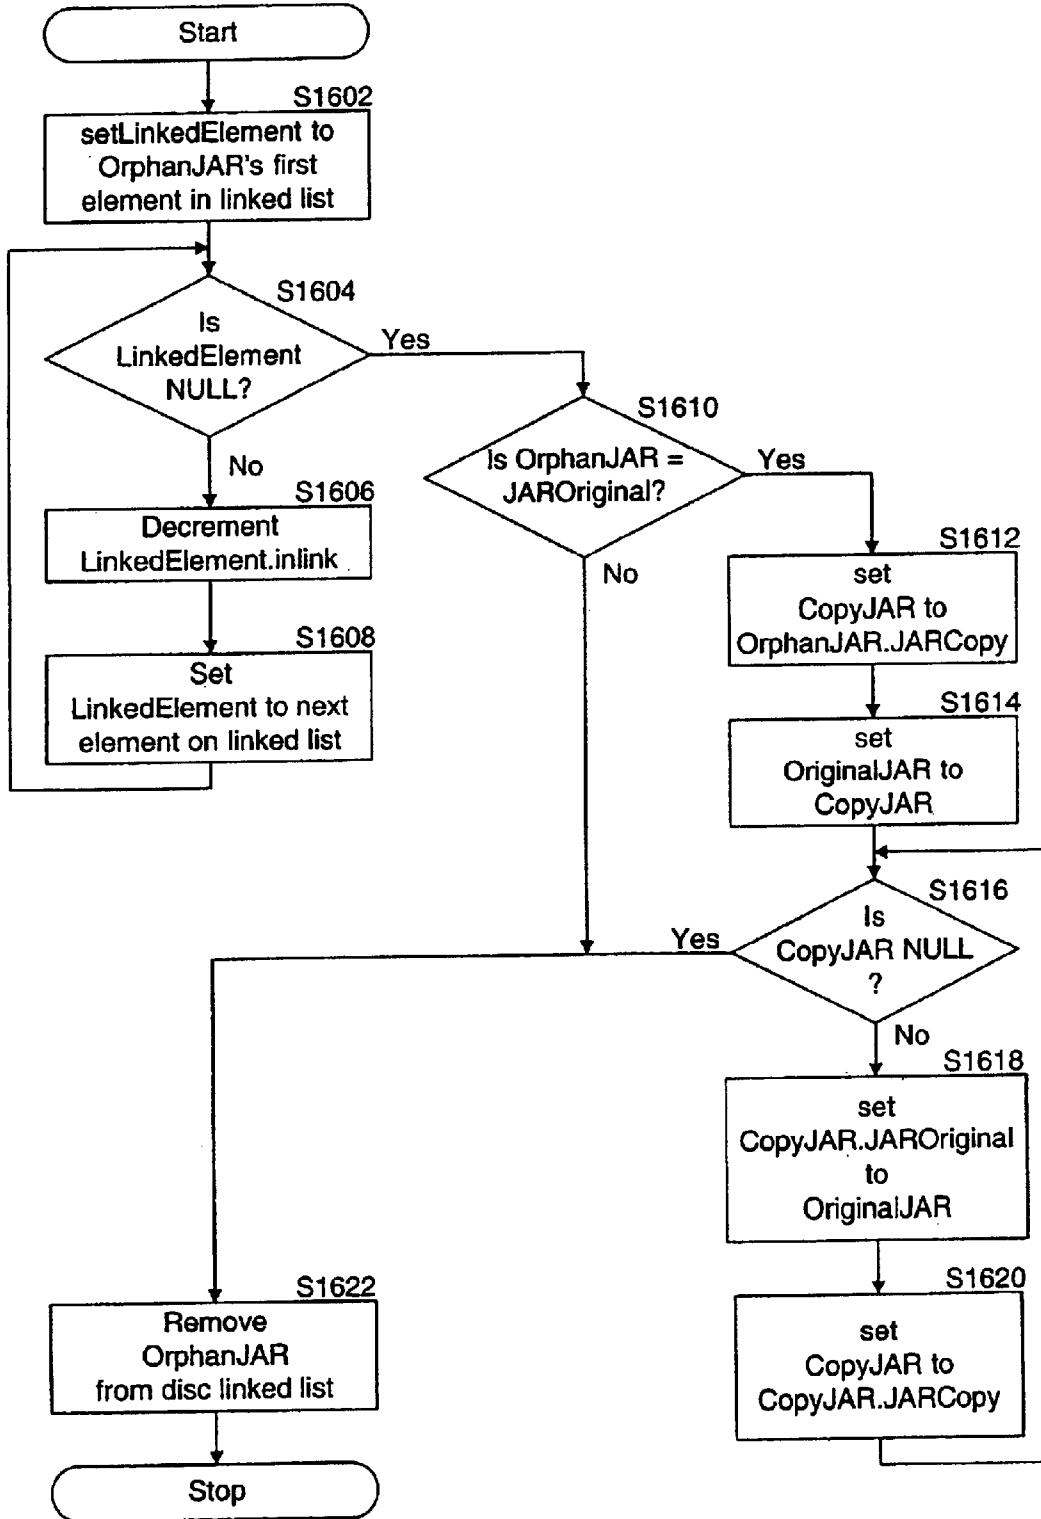 Start
S1602
setLinkedElement to
OrphanJAR's first
element in linked list
S1604
Is
LinkedElement
NULL?
Yes
No
S1606
Decrement
LinkedElement.inlink
S1608
Set
LinkedElement to next
element on linked list
S1610
Is OrphanJAR =
JAROriginal?
Yes
No
S1612
set
CopyJAR to
OrphanJAR.JARCopy
S1614
set
OriginalJAR to
CopyJAR
S1616
Is
CopyJAR NULL
?
Yes
No
S1618
set
CopyJAR.JAROriginal
to
OriginalJAR
S1620
set
CopyJAR to
CopyJAR.JARCopy
S1622
Remove
OrphanJAR
from disc linked list
Stop